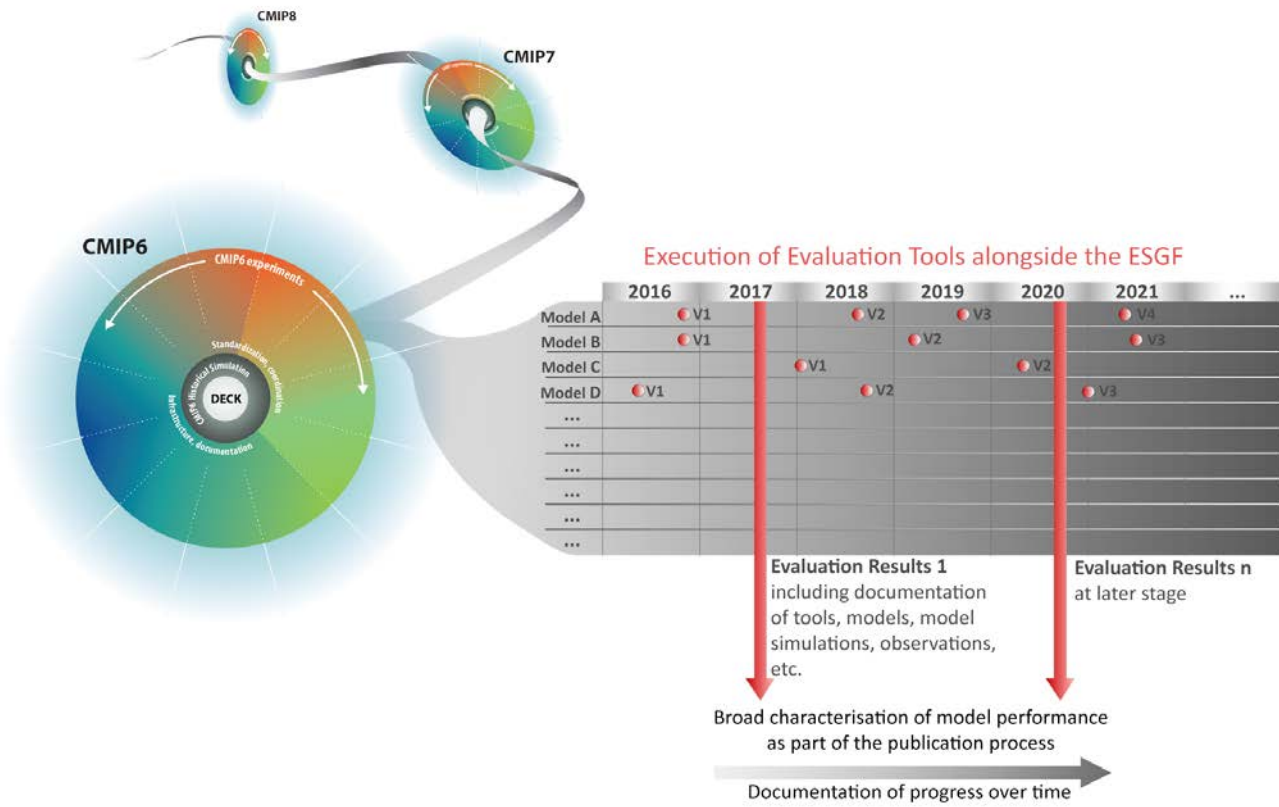 CMIP8
CMIP7
CMIP6
CMIP6 experiments
Standardization, coordination
CMIP6 Historical Simulation
DECK
Infrastructure, documentation
Execution of Evaluation Tools alongside the ESGF
2016 2017 2018 2019 2020 2021 ...
Model A V1 V2 V3 V4
Model B V1 V2 V3
Model C V1 V2
Model D V1 V2 V3
...
...
...
...
...
...
Evaluation Results 1
including documentation
of tools, models, model
simulations, observations,
etc.
Evaluation Results n
at later stage
Broad characterisation of model performance
as part of the publication process
Documentation of progress over time